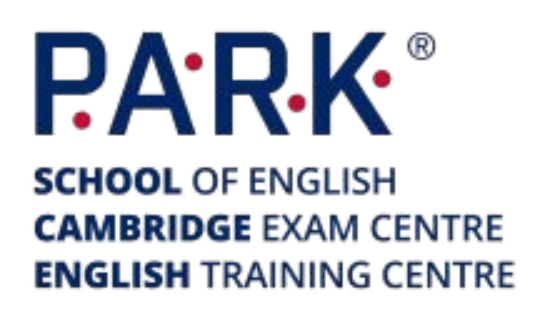 P.A.R.K.®
SCHOOL OF ENGLISH
CAMBRIDGE EXAM CENTRE
ENGLISH TRAINING CENTRE